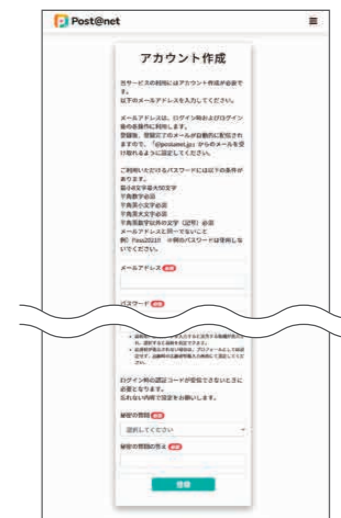 Post@net
アカウント作成
当サービスの利用にはアカウント作成が必要で
す。
以下のメールアドレスを入力してください。
メールアドレスは、ログイン時およびログイン
後の各操作に利用します。
登録後、登録完了のメールが自動的に配信され
ますので、「@postanet.jp」からのメールを受
け取れるように設定してください。
ご利用いただけるパスワードには以下の条件が
あります。
最小8文字最大50文字
半角数字必須
半角英小文字必須
半角英大文字必須
半角英数字以外の文字（記号）必須
メールアドレスと同一でないこと
例）Pass2021!! ※例のパスワードは使用しな
いでください。
メールアドレス 必須
パスワード 必須
ログイン時の認証コードが受信できないときに
必要となります。
忘れない内容で設定をお願いします。
秘密の質問 必須
選択してください
秘密の質問の答え 必須
登録